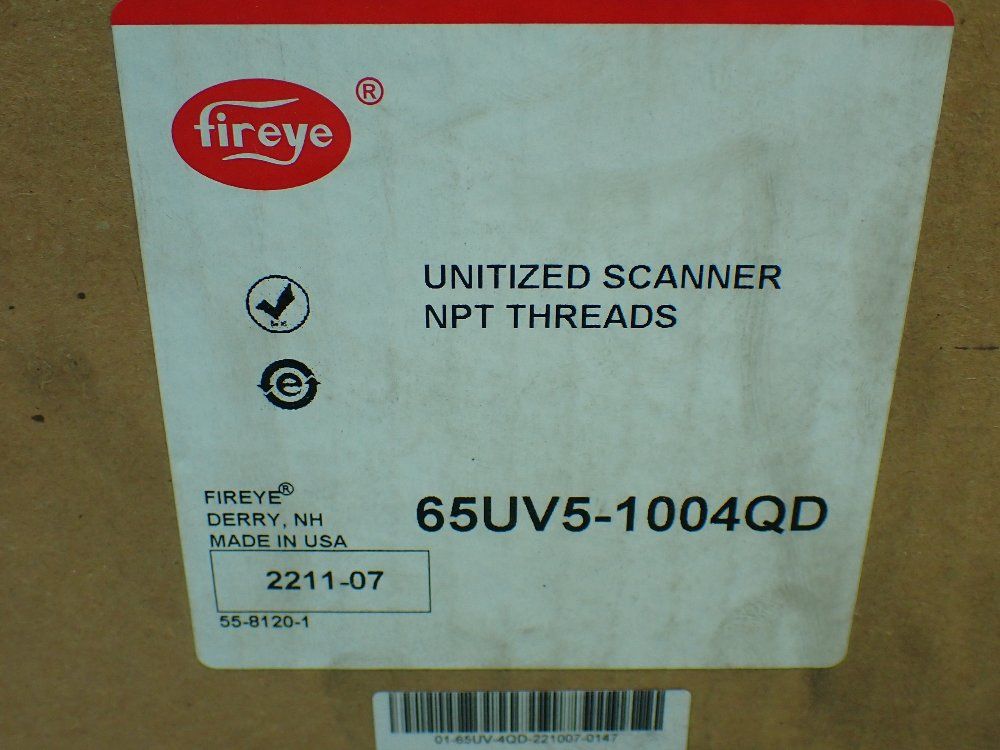 fireye ®
UNITIZED SCANNER
NPT THREADS
e
FIREYE®
DERRY, NH
MADE IN USA
65UV5-1004QD
2211-07
55-8120-1
01-65UV-4QD-221007-0147